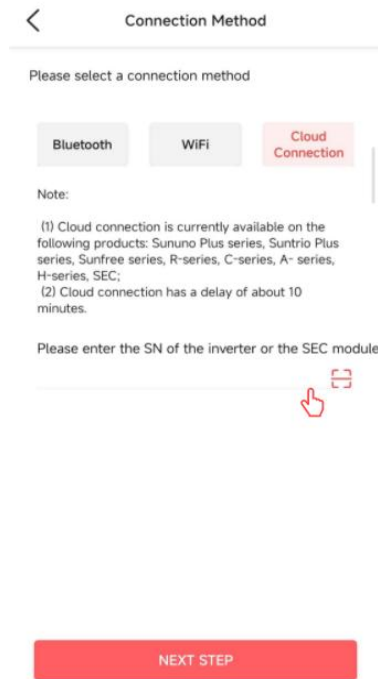 Connection Method
Please select a connection method
Bluetooth
WiFi
Cloud
Connection
Note:
(1) Cloud connection is currently available on the
following products: Sununo Plus series, Suntrio Plus
series, Sunfree series, R-series, C-series, A- series,
H-series, SEC;
(2) Cloud connection has a delay of about 10
minutes.
Please enter the SN of the inverter or the SEC module
NEXT STEP